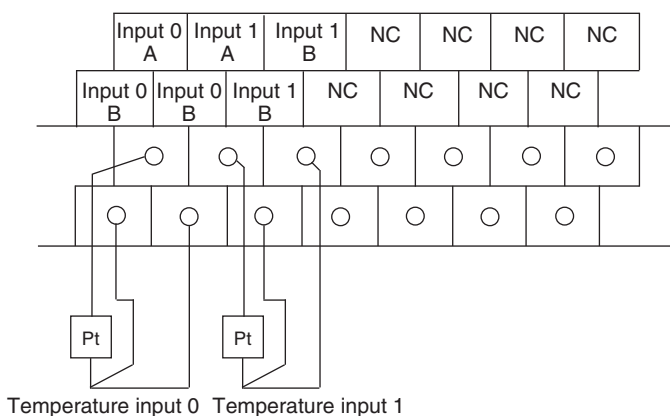 Input 0 Input 1 Input 1 NC NC NC NC
A A B
Input 0 Input 0 Input 1 NC NC NC NC
B B B
Pt Pt
Temperature input 0 Temperature input 1